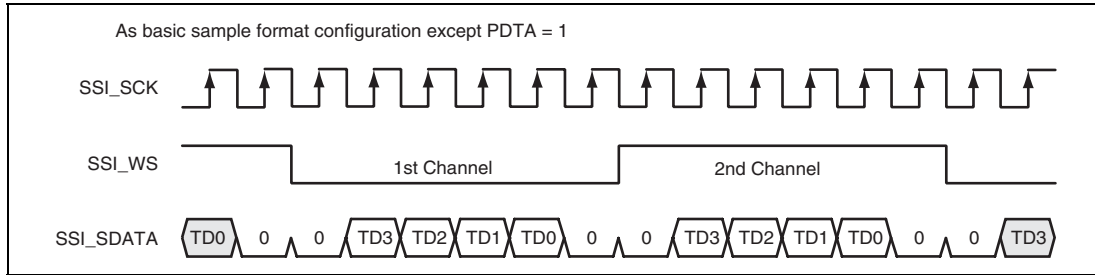 As basic sample format configuration except PDTA = 1
SSI_SCK
SSI_WS 1st Channel 2nd Channel
SSI_SDATA TD0 0 0 TD3 TD2 TD1 TD0 0 0 TD3 TD2 TD1 TD0 0 0 TD3